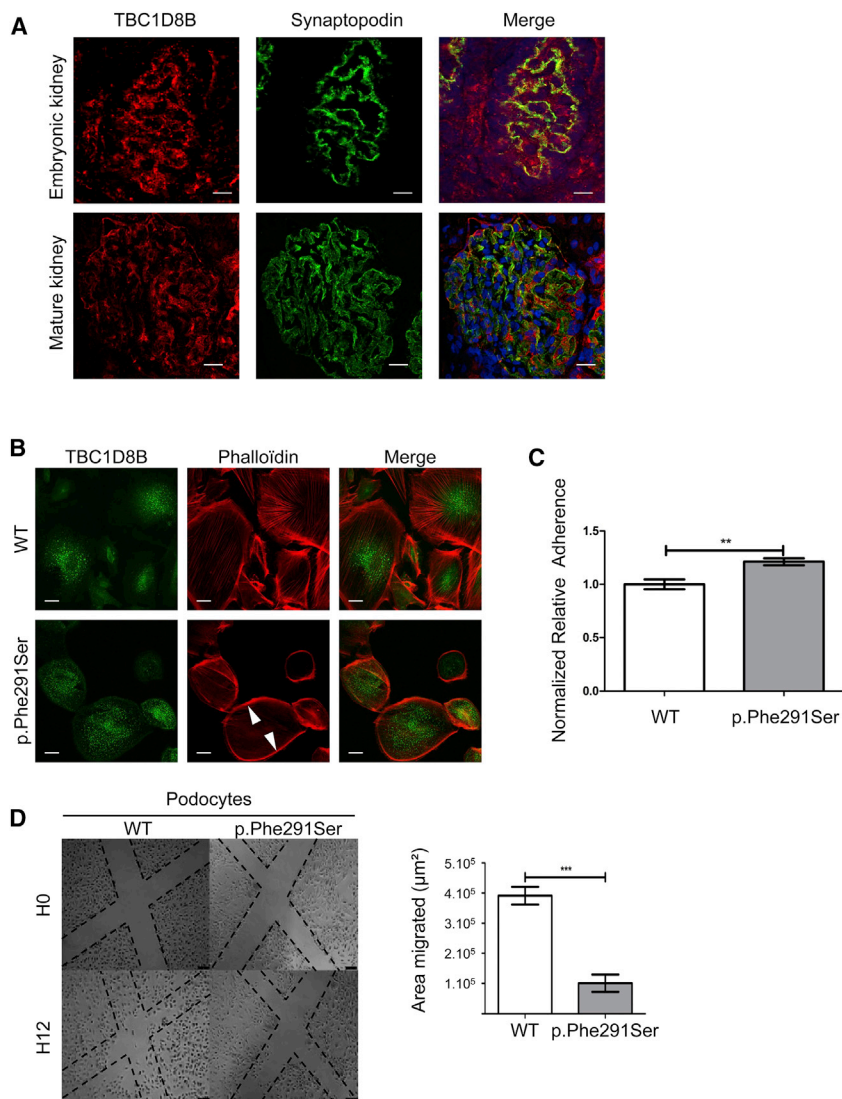 A
TBC1D8B Synaptopodin Merge
Embryonic kidney
Mature kidney
B
TBC1D8B Phalloïdin Merge
WT
p.Phe291Ser
C
Normalized Relative Adherence
1.5
**
1.0
0.5
0.0
WT p.Phe291Ser
D
Podocytes
WT p.Phe291Ser
H0
H12
Area migrated (µm²)
5.10⁵
***
4.10⁵
3.10⁵
2.10⁵
1.10⁵
WT p.Phe291Ser